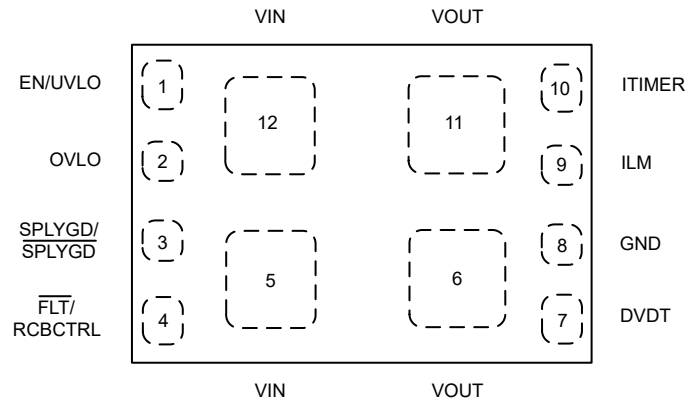 VIN VOUT
EN/UVLO 1 12 11 10 ITIMER
OVLO 2 9 ILM
SPLYGD/
SPLYGD 3 5 6 8 GND
FLT/
RCBCTRL 4 7 DVDT
VIN VOUT